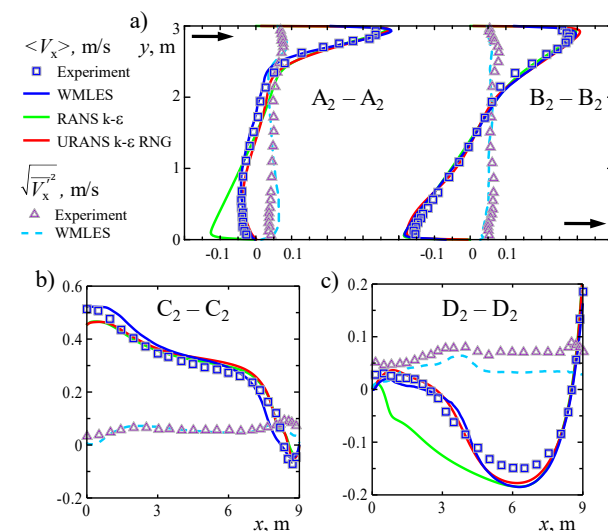 a)
<Vx>, m/s
Experiment
WMLES
RANS k-ε
URANS k-ε RNG
√V̅x′², m/s
Experiment
WMLES
y, m
3
2
1
0
A2 – A2
B2 – B2
-0.1 0 0.1 -0.1 0 0.1
b)
C2 – C2
0.6
0.4
0.2
0
0.2
0 3 6 9
x, m
c)
D2 – D2
0.2
0.1
0
-0.1
-0.2
0 3 6 9
x, m